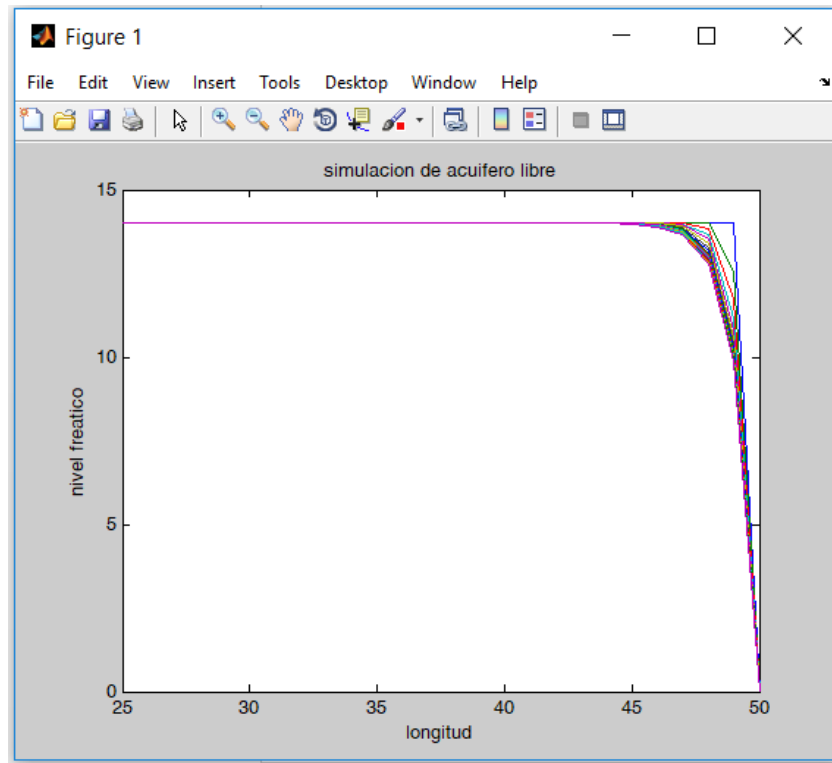 Figure 1
File Edit View Insert Tools Desktop Window Help
simulacion de acuifero libre
15
10
5
0
nivel freatico
25 30 35 40 45 50
longitud